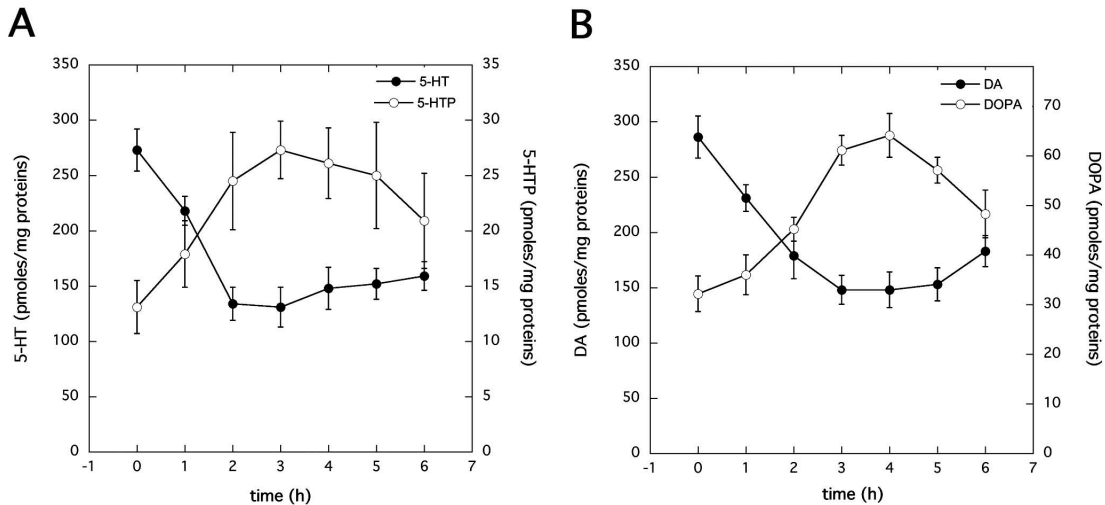 A
350
300
250
200
150
100
50
0
5-HT (pmoles/mg proteins)
5-HT
5-HTP
35
30
25
20
15
10
5
0
5-HTP (pmoles/mg proteins)
-1 0 1 2 3 4 5 6 7
time (h)
B
350
300
250
200
150
100
50
0
DA (pmoles/mg proteins)
DA
DOPA
70
60
50
40
30
20
10
0
DOPA (pmoles/mg proteins)
-1 0 1 2 3 4 5 6 7
time (h)